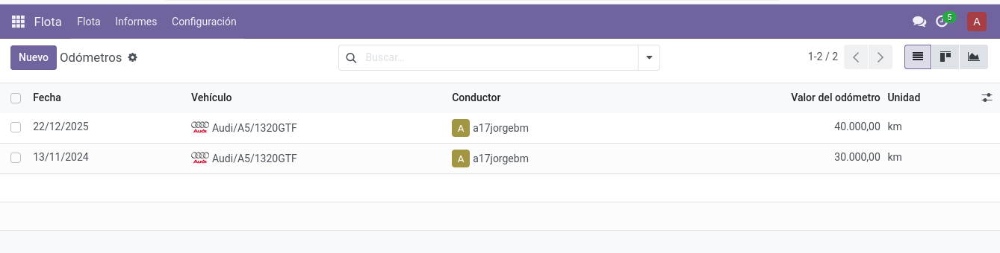 Flota Flota Informes Configuración 5 A
Nuevo Odómetros Buscar... 1-2 / 2
Fecha Vehículo Conductor Valor del odómetro Unidad
22/12/2025 Audi Audi/A5/1320GTF A a17jorgebm 40.000,00 km
13/11/2024 Audi Audi/A5/1320GTF A a17jorgebm 30.000,00 km